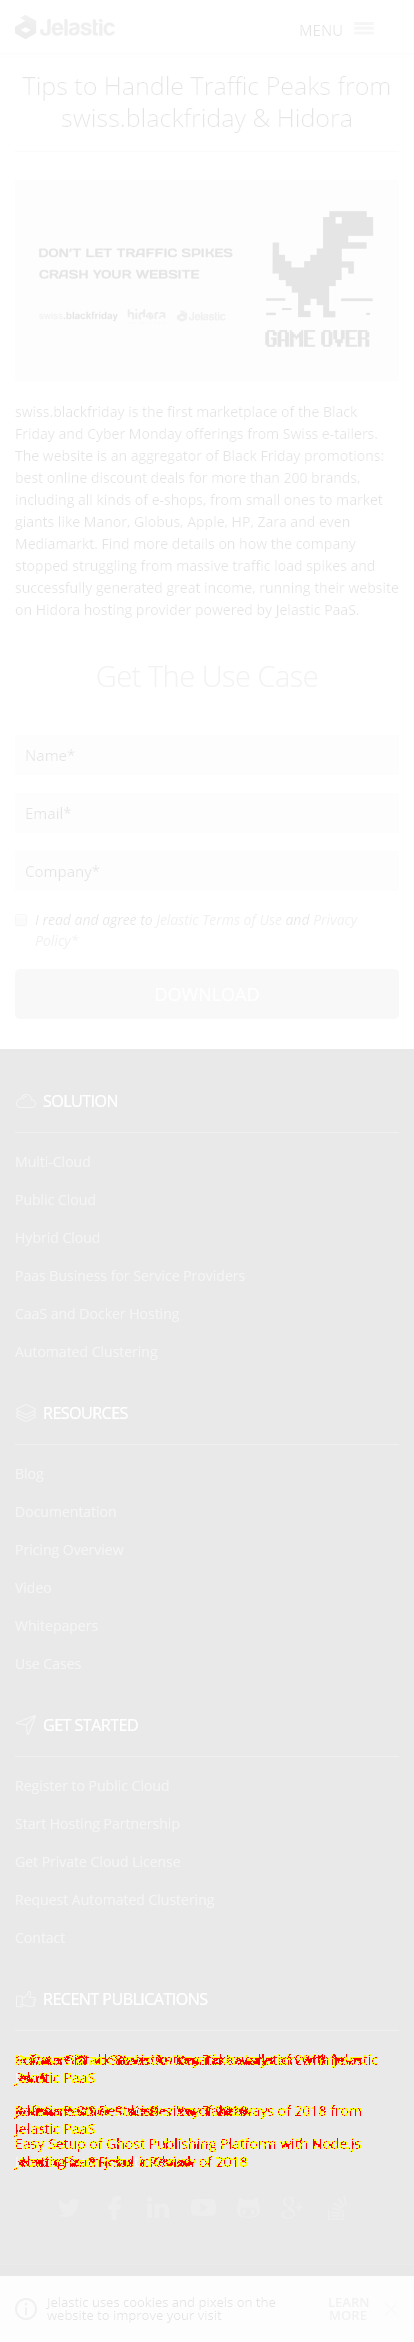 Jelastic
MENU
Tips to Handle Traffic Peaks from
swiss.blackfriday & Hidora
DON'T LET TRAFFIC SPIKES
CRASH YOUR WEBSITE
swiss.blackfriday hidora Jelastic
GAME OVER
swiss.blackfriday is the first marketplace of the Black
Friday and Cyber Monday offerings from Swiss e-tailers.
The website is an aggregator of Black Friday promotions:
best online discount deals for more than 200 brands,
including all kinds of e-shops, from small ones to market
giants like Manor, Globus, Apple, HP, Zara and even
Mediamarkt. Find more details on how the company
stopped struggling from massive traffic load spikes and
successfully generated great income, running their website
on Hidora hosting provider powered by Jelastic PaaS.
Get The Use Case
Name*
Email*
Company*
I read and agree to Jelastic Terms of Use and Privacy
Policy*
DOWNLOAD
SOLUTION
Multi-Cloud
Public Cloud
Hybrid Cloud
Paas Business for Service Providers
CaaS and Docker Hosting
Automated Clustering
RESOURCES
Blog
Documentation
Pricing Overview
Video
Whitepapers
Use Cases
GET STARTED
Register to Public Cloud
Start Hosting Partnership
Get Private Cloud License
Request Automated Clustering
Contact
RECENT PUBLICATIONS
Jelastic
PaaS
of 2018 from
Jelastic PaaS
Easy Setup of Ghost Publishing Platform with Node.js
of 2018
Jelastic uses cookies and pixels on the
website to improve your visit
LEARN
MORE